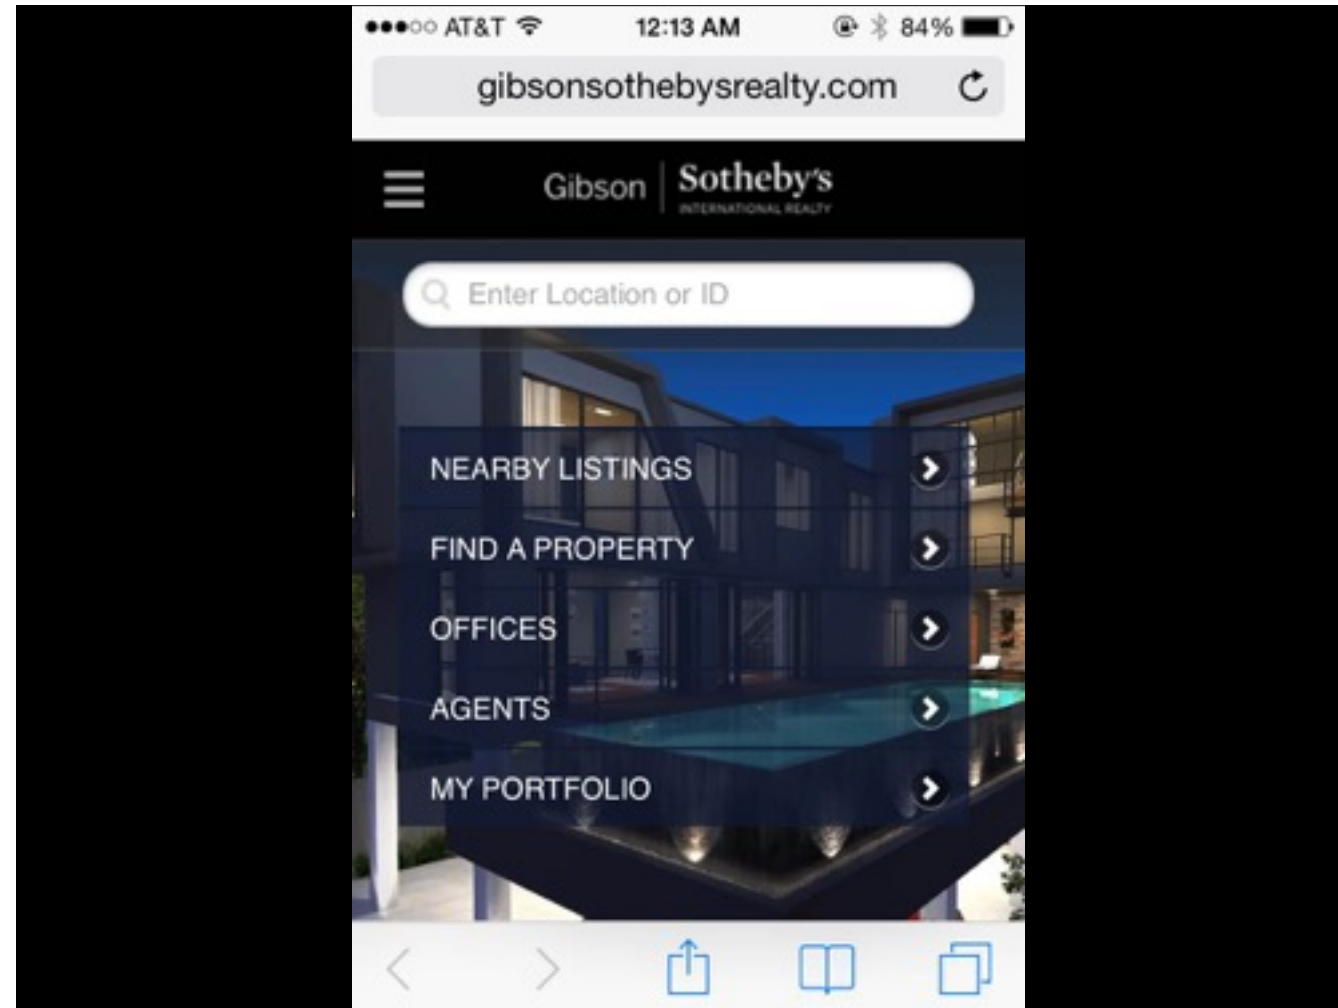 AT&T 12:13 AM 84%
gibsonsothebysrealty.com
Gibson Sotheby's
INTERNATIONAL REALTY
Enter Location or ID
NEARBY LISTINGS
FIND A PROPERTY
OFFICES
AGENTS
MY PORTFOLIO